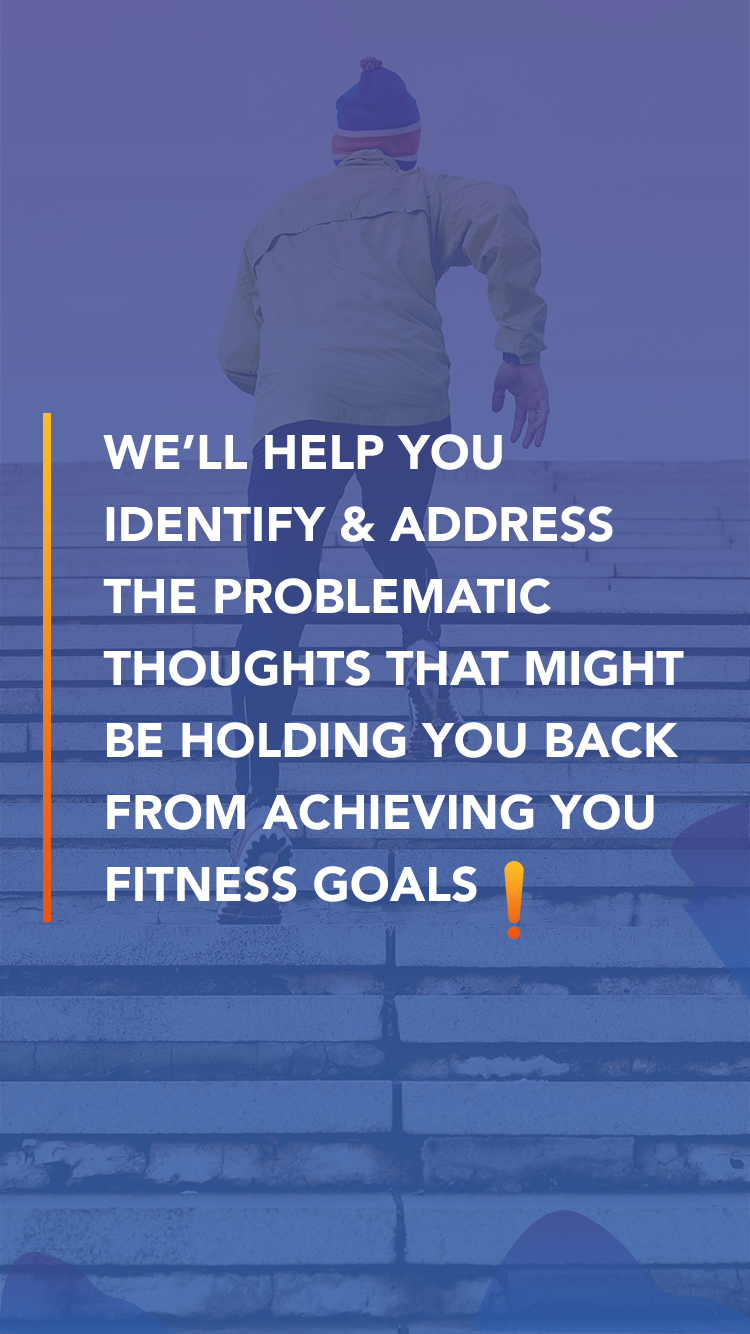 WE’LL HELP YOU
IDENTIFY & ADDRESS
THE PROBLEMATIC
THOUGHTS THAT MIGHT
BE HOLDING YOU BACK
FROM ACHIEVING YOU
FITNESS GOALS !